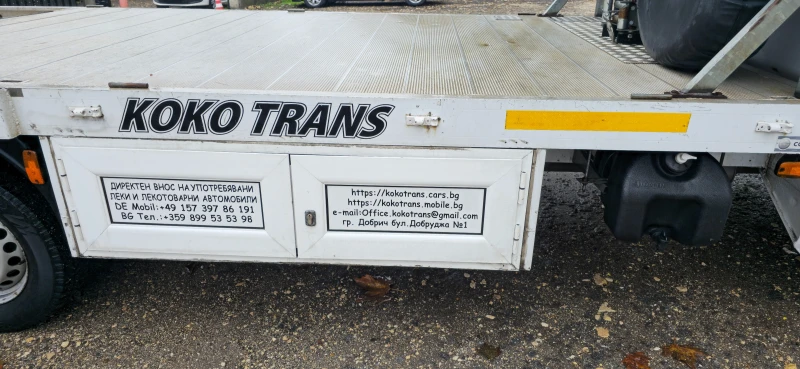 KOKO TRANS
ДИРЕКТЕН ВНОС НА УПОТРЕБЯВАНИ
ЛЕКИ И ЛЕКОТОВАРНИ АВТОМОБИЛИ
DE Mobil:+49 157 397 86 191
BG Тел.:+359 899 53 53 98
https://kokotrans.cars.bg
https://kokotrans.mobile.bg
e-mail:Office.kokotrans@gmail.com
гр. Добрич бул.Добруджа №1